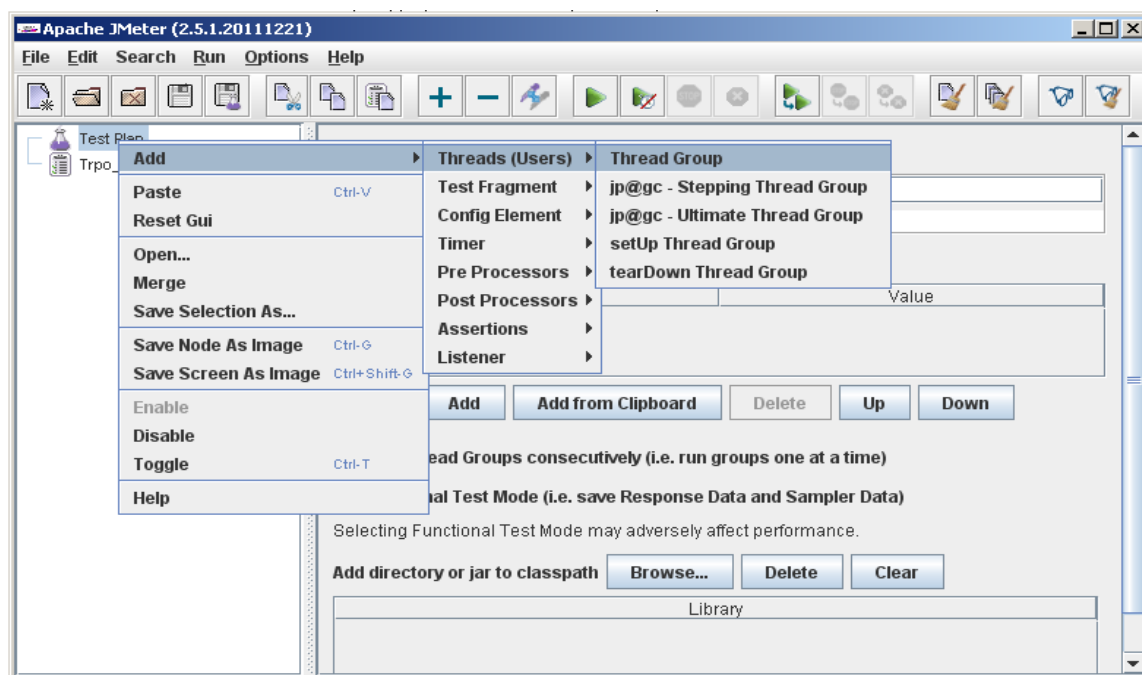 Apache JMeter (2.5.1.20111221)
File Edit Search Run Options Help
Test Plan
Trpo_
Add
Paste Ctrl-V
Reset Gui
Open...
Merge
Save Selection As...
Save Node As Image Ctrl-G
Save Screen As Image Ctrl+Shift-G
Enable
Disable
Toggle Ctrl-T
Help
Threads (Users)
Test Fragment
Config Element
Timer
Pre Processors
Post Processors
Assertions
Listener
Thread Group
jp@gc - Stepping Thread Group
jp@gc - Ultimate Thread Group
setUp Thread Group
tearDown Thread Group
Value
Add Add from Clipboard Delete Up Down
ead Groups consecutively (i.e. run groups one at a time)
nal Test Mode (i.e. save Response Data and Sampler Data)
Selecting Functional Test Mode may adversely affect performance.
Add directory or jar to classpath Browse... Delete Clear
Library